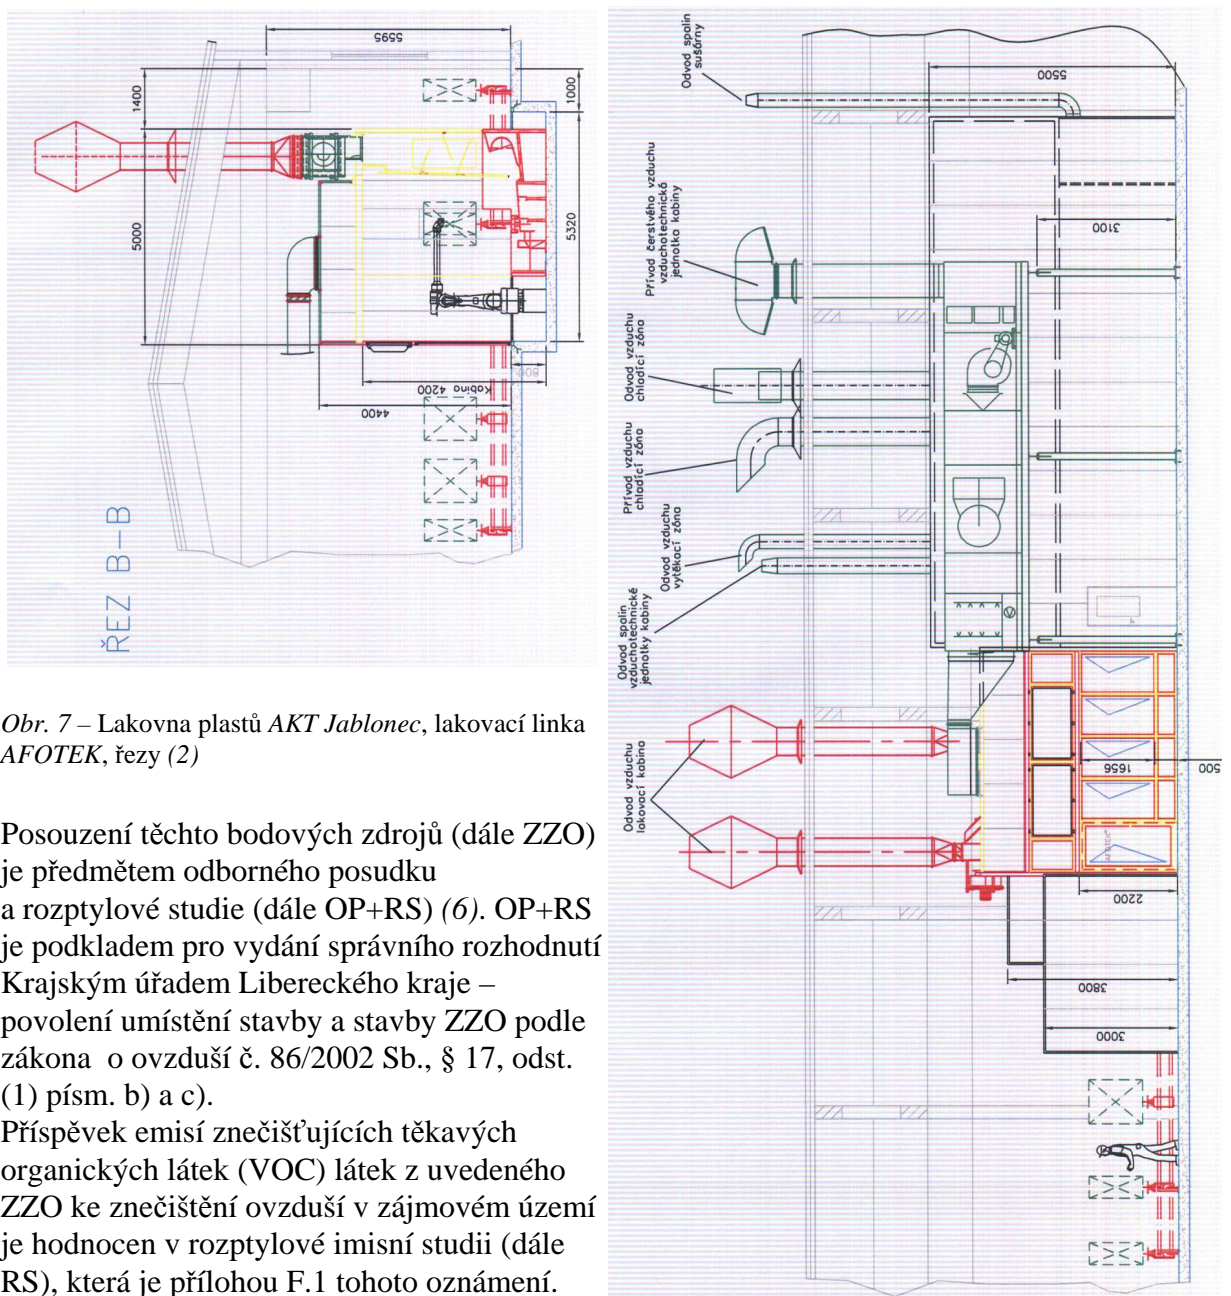 5595
1400
1000
5000
5320
800
Kabina 4200
4400
ŘEZ B-B
Obr. 7 – Lakovna plastů AKT Jablonec, lakovací linka
AFOTEK, řezy (2)
Posouzení těchto bodových zdrojů (dále ZZO)
je předmětem odborného posudku
a rozptylové studie (dále OP+RS) (6). OP+RS
je podkladem pro vydání správního rozhodnutí
Krajským úřadem Libereckého kraje –
povolení umístění stavby a stavby ZZO podle
zákona o ovzduší č. 86/2002 Sb., § 17, odst.
(1) písm. b) a c).
Příspěvek emisí znečišťujících těkavých
organických látek (VOC) látek z uvedeného
ZZO ke znečištění ovzduší v zájmovém území
je hodnocen v rozptylové imisní studii (dále
RS), která je přílohou F.1 tohoto oznámení.
Odvod spalin
sušárny
5500
Přívod čerstvého vzduchu
vzduchotechnická
jednotka kabiny
3100
Odvod vzduchu
chladící zóna
Přívod vzduchu
chladící zóna
Odvod vzduchu
vytěkací zóna
Odvod spalin
vzduchotechnické
jednotky kabiny
Odvod vzduchu
lakovací kabina
1656
500
AFOTEK
2200
3800
3000